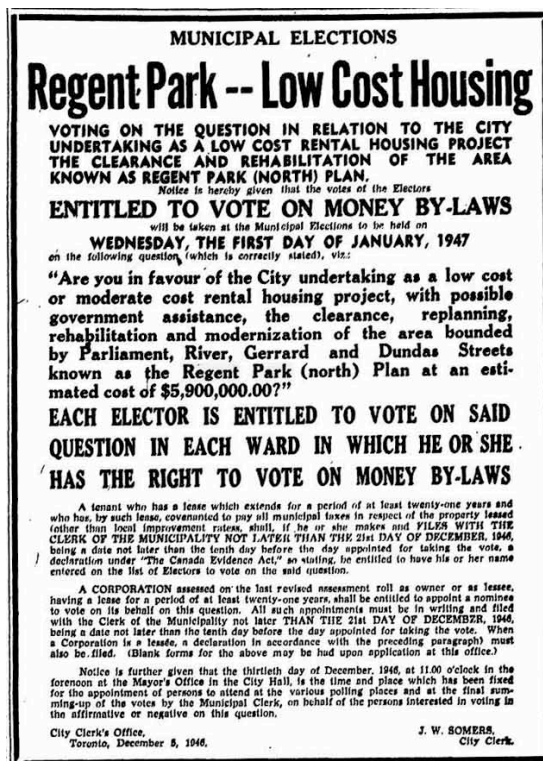 MUNICIPAL ELECTIONS
Regent Park -- Low Cost Housing
VOTING ON THE QUESTION IN RELATION TO THE CITY
UNDERTAKING AS A LOW COST RENTAL HOUSING PROJECT
THE CLEARANCE AND REHABILITATION OF THE AREA
KNOWN AS REGENT PARK (NORTH) PLAN.
Notice is hereby given that the votes of the Electors
ENTITLED TO VOTE ON MONEY BY-LAWS
will be taken at the Municipal Elections to be held on
WEDNESDAY, THE FIRST DAY OF JANUARY, 1947
on the following question (which is correctly stated), viz.:
"Are you in favour of the City undertaking as a low cost
or moderate cost rental housing project, with possible
government assistance, the clearance, replanning,
rehabilitation and modernization of the area bounded
by Parliament, River, Gerrard and Dundas Streets
known as the Regent Park (north) Plan at an esti-
mated cost of $5,900,000.00?"
EACH ELECTOR IS ENTITLED TO VOTE ON SAID
QUESTION IN EACH WARD IN WHICH HE OR SHE
HAS THE RIGHT TO VOTE ON MONEY BY-LAWS
A tenant who has a lease which extends for a period of at least twenty-one years and
who has, by such lease, covenanted to pay all municipal taxes in respect of the property leased
(other than local improvement rates), shall, if he or she makes and FILES WITH THE
CLERK OF THE MUNICIPALITY NOT LATER THAN THE 21st DAY OF DECEMBER, 1946,
being a date not later than the tenth day before the day appointed for taking the vote, a
declaration under "The Canada Evidence Act," so stating, be entitled to have his or her name
entered on the list of Electors to vote on the said question.
A CORPORATION assessed on the last revised assessment roll as owner or as lessee,
having a lease for a period of at least twenty-one years, shall be entitled to appoint a nominee
to vote on its behalf on this question. All such appointments must be in writing and filed
with the Clerk of the Municipality not later THAN THE 21st DAY OF DECEMBER, 1946,
being a date not later than the tenth day before the day appointed for taking the vote. When
a Corporation is a lessee, a declaration in accordance with the preceding paragraph) must
also be filed. (Blank forms for the above may be had upon application at this office.)
Notice is further given that the thirtieth day of December, 1946, at 11.00 o'clock in the
forenoon at the Mayor's Office in the City Hall, is the time and place which has been fixed
for the appointment of persons to attend at the various polling places and at the final sum-
ming-up of the votes by the Municipal Clerk, on behalf of the persons interested in voting in
the affirmative or negative on this question.
City Clerk's Office,
Toronto, December 5, 1946.
J. W. SOMERS,
City Clerk.